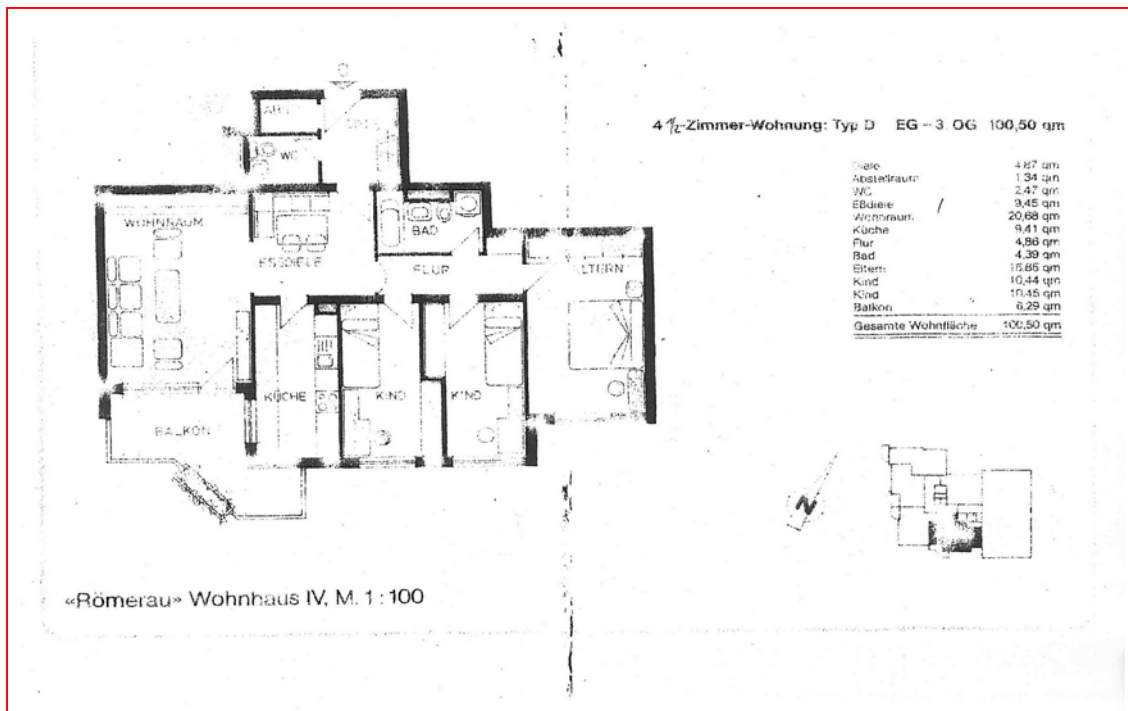 4 ½-Zimmer-Wohnung: Typ D EG – 3. OG 100,50 qm
Diele 4,87 qm
Abstellraum 1,34 qm
WC 2,47 qm
Eßdiele 9,45 qm
Wohnraum 20,68 qm
Küche 9,41 qm
Flur 4,86 qm
Bad 4,39 qm
Eltern 15,85 qm
Kind 10,44 qm
Kind 10,45 qm
Balkon 6,29 qm
Gesamte Wohnfläche 100,50 qm
WC
WOHNRAUM
BAD
ESSDIELE
FLUR
ELTERN
KÜCHE
KIND
KIND
BALKON
N
«Römerau» Wohnhaus IV, M. 1 : 100